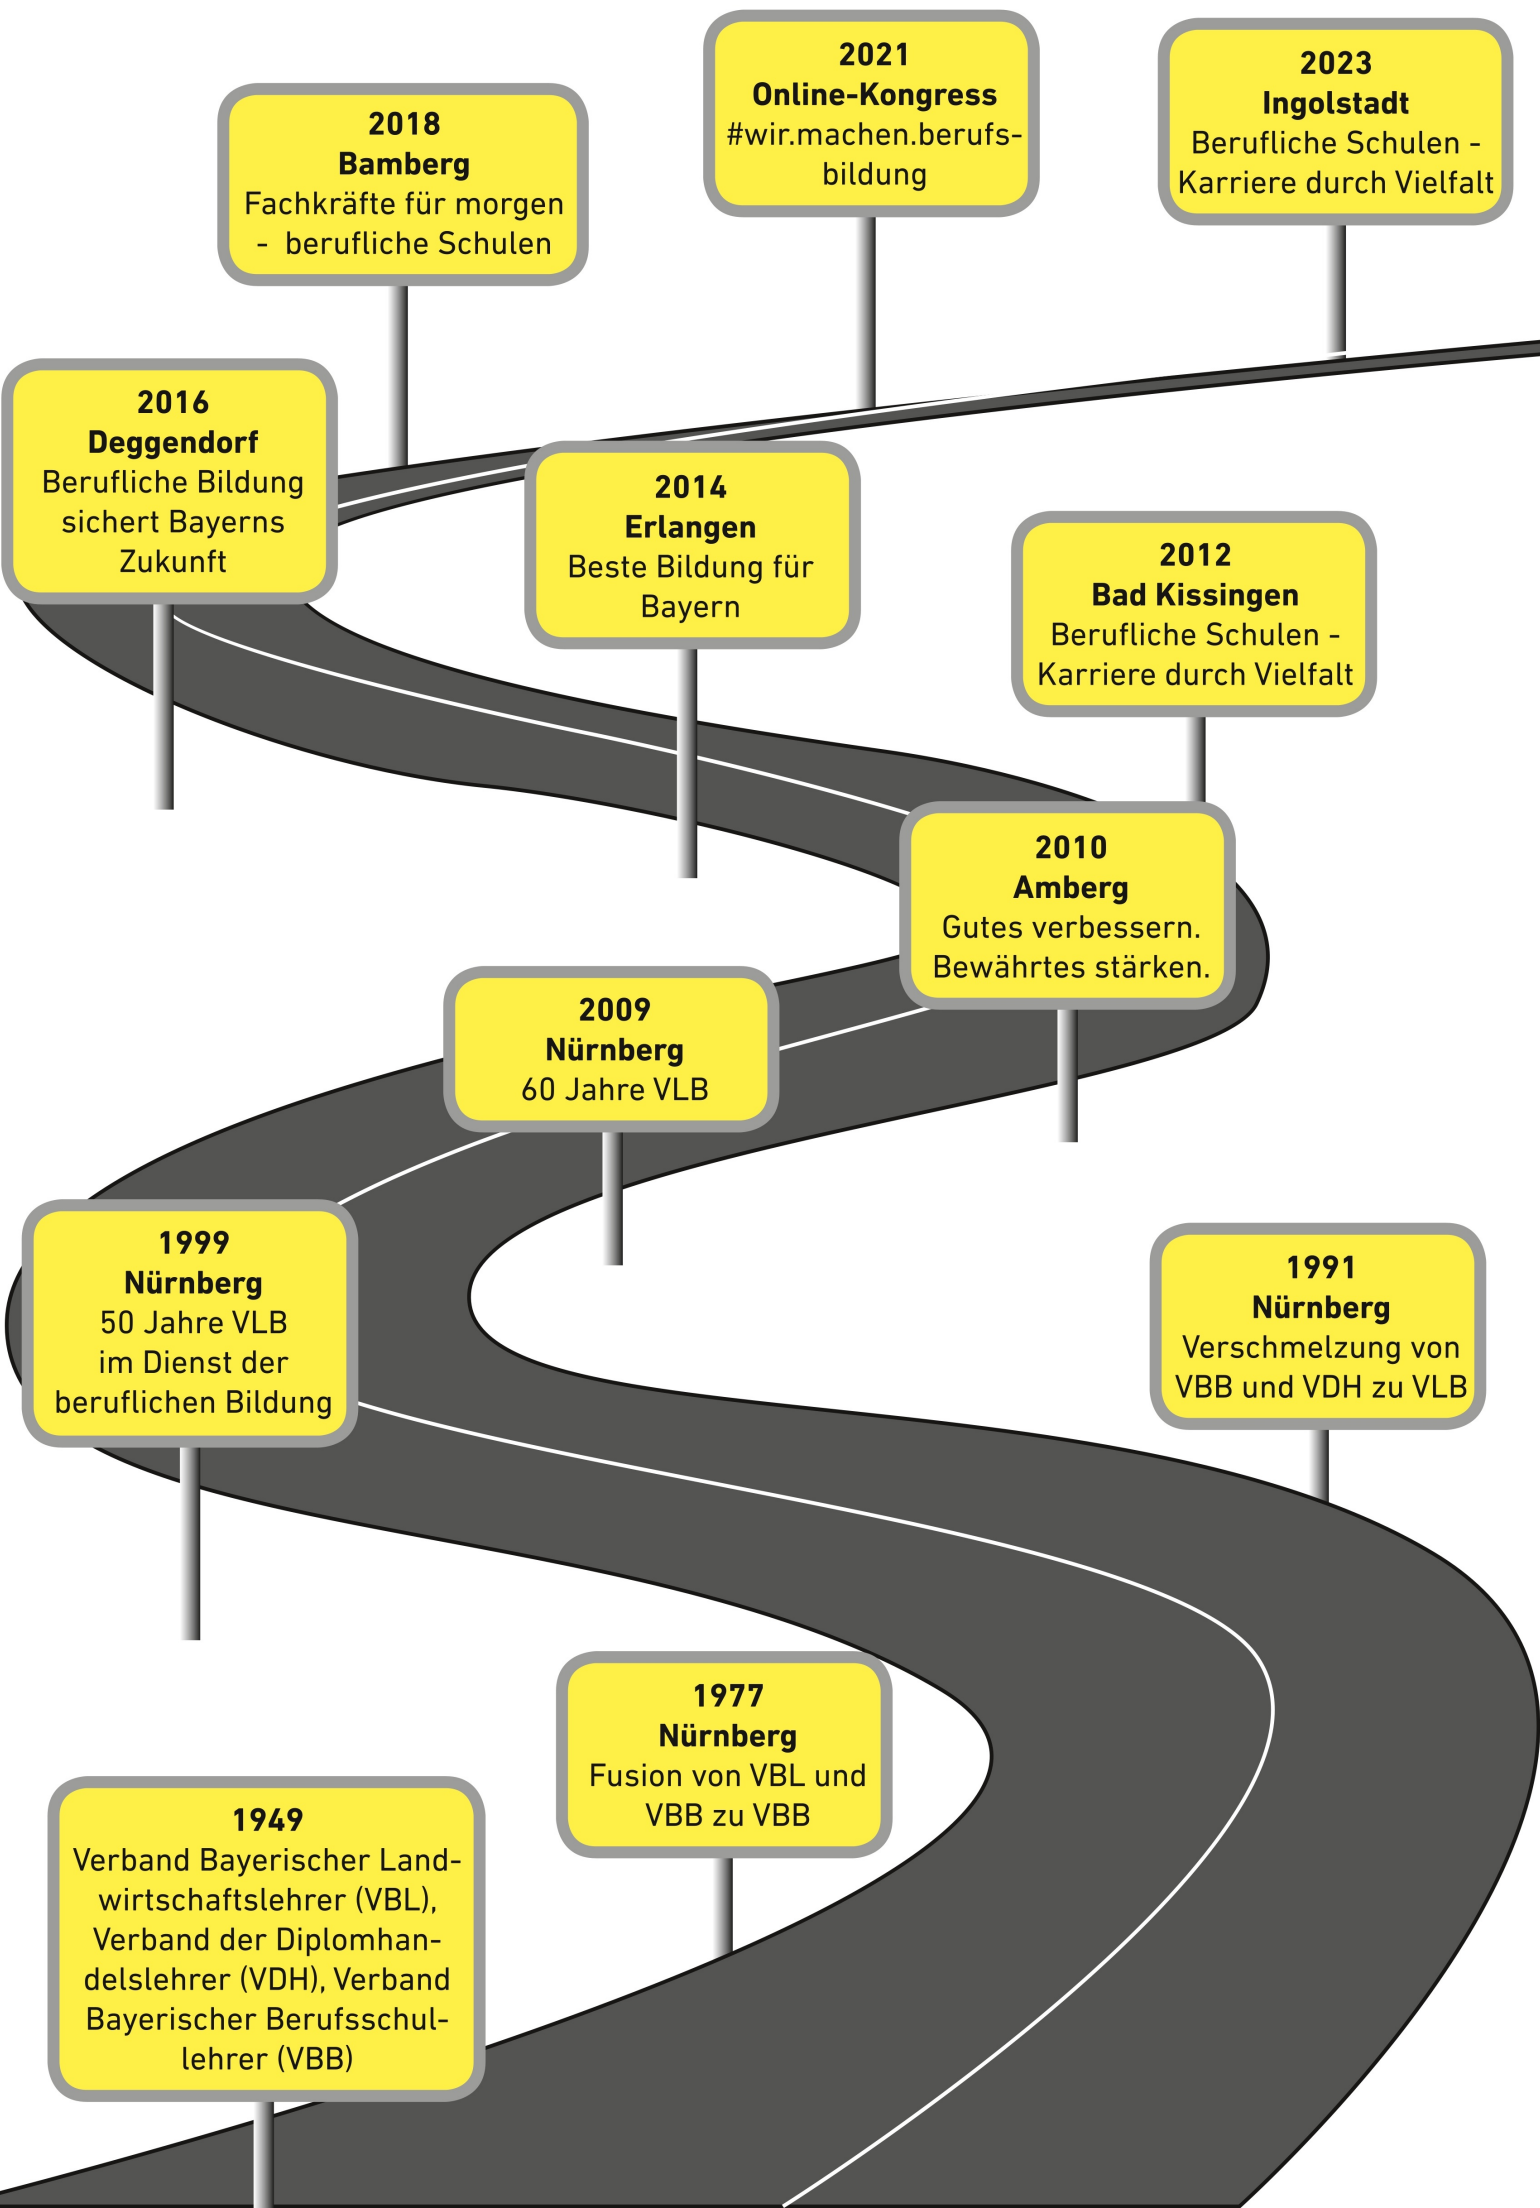 2021
Online-Kongress
#wir.machen.berufs-
bildung
2023
Ingolstadt
Berufliche Schulen -
Karriere durch Vielfalt
2018
Bamberg
Fachkräfte für morgen
- berufliche Schulen
2016
Deggendorf
Berufliche Bildung
sichert Bayerns
Zukunft
2014
Erlangen
Beste Bildung für
Bayern
2012
Bad Kissingen
Berufliche Schulen -
Karriere durch Vielfalt
2010
Amberg
Gutes verbessern.
Bewährtes stärken.
2009
Nürnberg
60 Jahre VLB
1999
Nürnberg
50 Jahre VLB
im Dienst der
beruflichen Bildung
1991
Nürnberg
Verschmelzung von
VBB und VDH zu VLB
1977
Nürnberg
Fusion von VBL und
VBB zu VBB
1949
Verband Bayerischer Land-
wirtschaftslehrer (VBL),
Verband der Diplomhan-
delslehrer (VDH), Verband
Bayerischer Berufsschul-
lehrer (VBB)